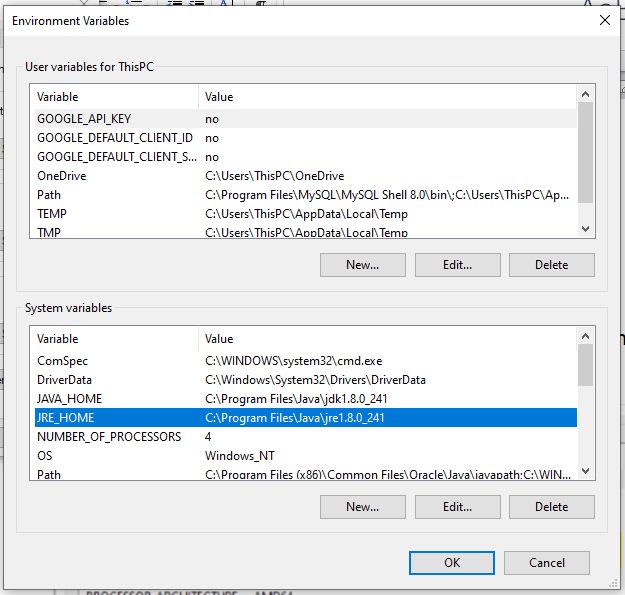 Environment Variables
User variables for ThisPC
Variable Value
GOOGLE_API_KEY no
GOOGLE_DEFAULT_CLIENT_ID no
GOOGLE_DEFAULT_CLIENT_S... no
OneDrive C:\Users\ThisPC\OneDrive
Path C:\Program Files\MySQL\MySQL Shell 8.0\bin\;C:\Users\ThisPC\Ap...
TEMP C:\Users\ThisPC\AppData\Local\Temp
TMP C:\Users\ThisPC\AppData\Local\Temp
New... Edit... Delete
System variables
Variable Value
ComSpec C:\WINDOWS\system32\cmd.exe
DriverData C:\Windows\System32\Drivers\DriverData
JAVA_HOME C:\Program Files\Java\jdk1.8.0_241
JRE_HOME C:\Program Files\Java\jre1.8.0_241
NUMBER_OF_PROCESSORS 4
OS Windows_NT
Path C:\Program Files (x86)\Common Files\Oracle\Java\javapath;C:\WIN...
New... Edit... Delete
OK Cancel
PROCESSOR_ARCHITECTURE AMD64